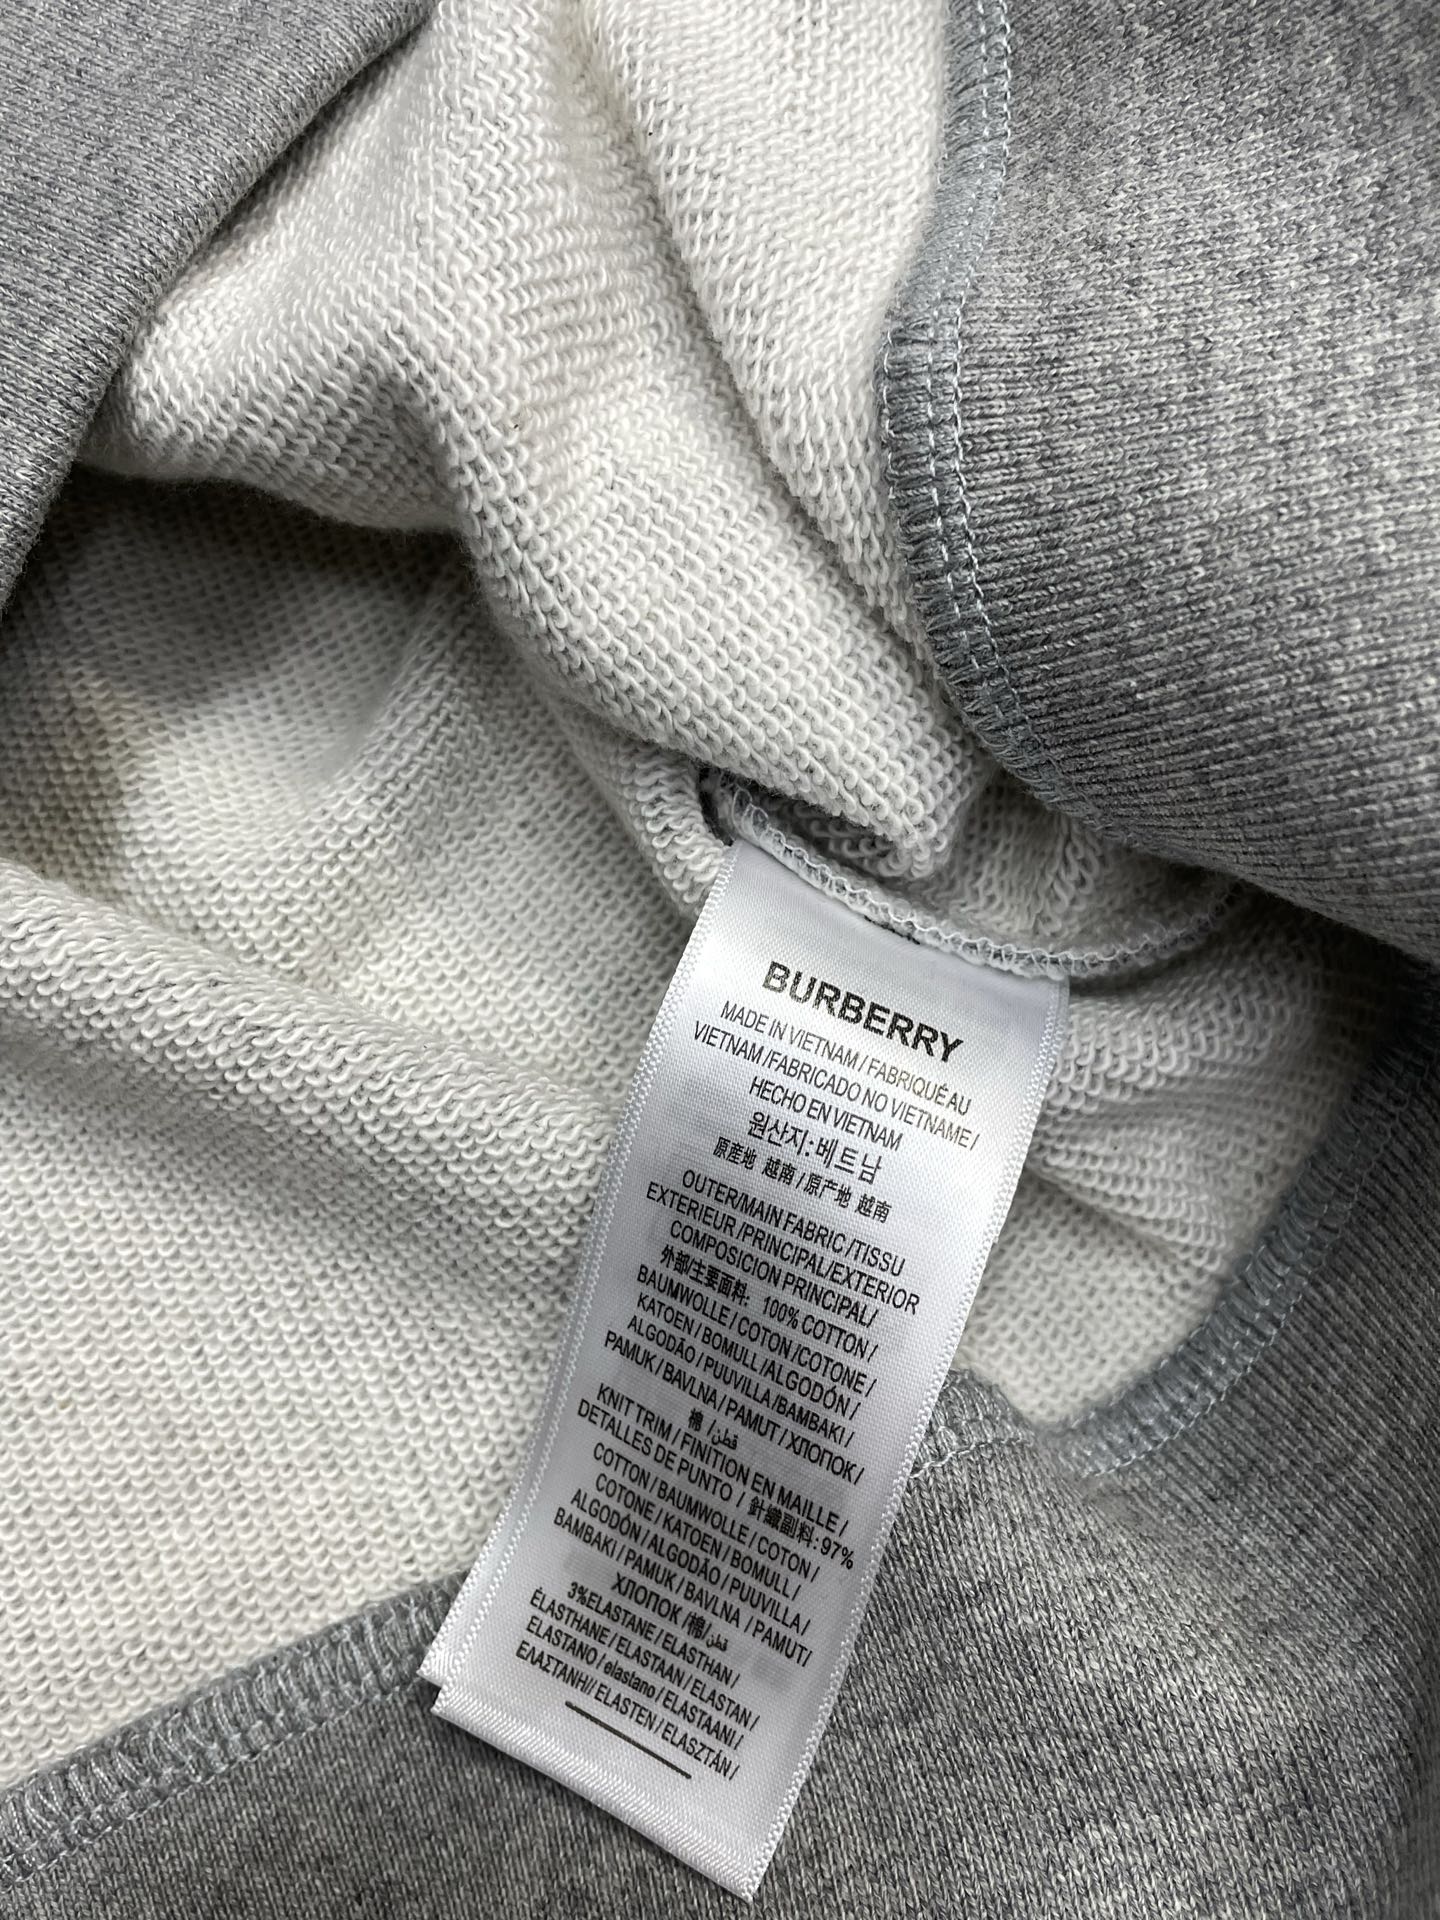 BURBERRY
MADE IN VIETNAM / FABRIQUÉ AU
VIETNAM / FABRICADO NO VIETNAME /
HECHO EN VIETNAM
원산지: 베트남
原産地 越南 / 原产地 越南
OUTER/MAIN FABRIC / TISSU
EXTERIEUR /PRINCIPAL/EXTERIOR
COMPOSICION PRINCIPAL/
外部/主要面料: 100% COTTON /
BAUMWOLLE / COTON /COTONE /
KATOEN / BOMULL /ALGODÓN /
ALGODÃO / PUUVILLA /BAMBAKI /
PAMUK / BAVLNA / PAMUT / ХЛОПОК /
棉 / قطن
KNIT TRIM / FINITION EN MAILLE /
DETALLES DE PUNTO / 針織副料: 97%
COTTON / BAUMWOLLE / COTON /
COTONE / KATOEN / BOMULL /
ALGODÓN / ALGODÃO / PUUVILLA /
BAMBAKI / PAMUK / BAVLNA / PAMUT/
ХЛОПОК /棉/ قطن
3%ELASTANE / ELASTHAN /
ÉLASTHANE / ELASTAAN / ELASTAN /
ELASTANO / elastano / ELASTAANI /
ΕΛΑΣΤΑΝΗ// ELASTEN / ELASZTÁN /